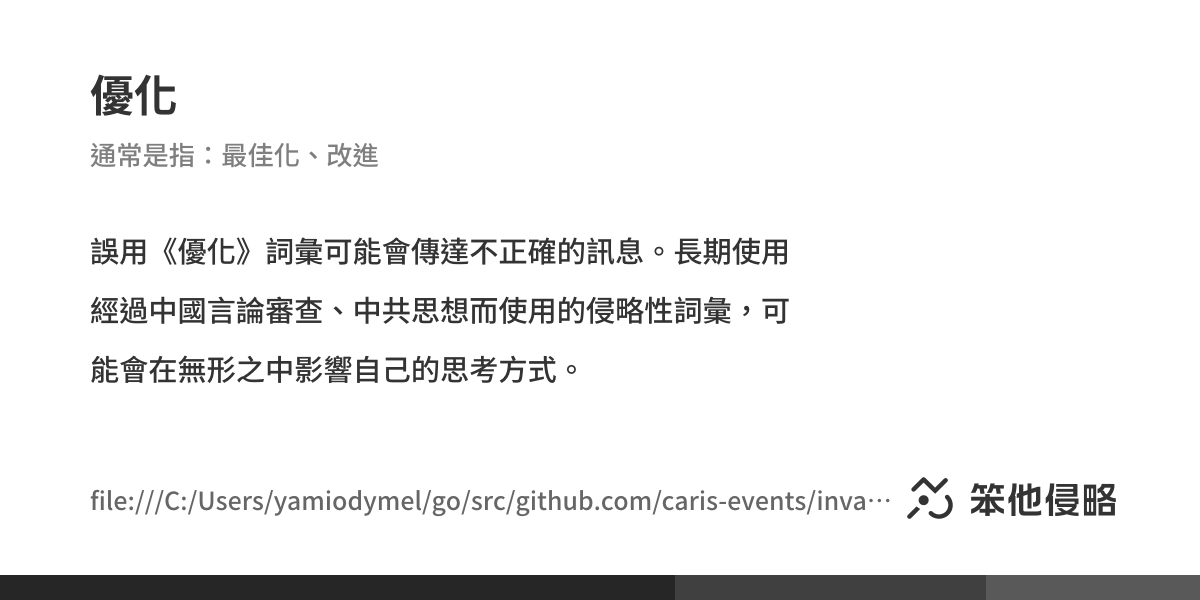 優化
通常是指：最佳化、改進
誤用《優化》詞彙可能會傳達不正確的訊息。長期使用
經過中國言論審查、中共思想而使用的侵略性詞彙，可
能會在無形之中影響自己的思考方式。
file:///C:/Users/yamiodymel/go/src/github.com/caris-events/inva…
笨他侵略